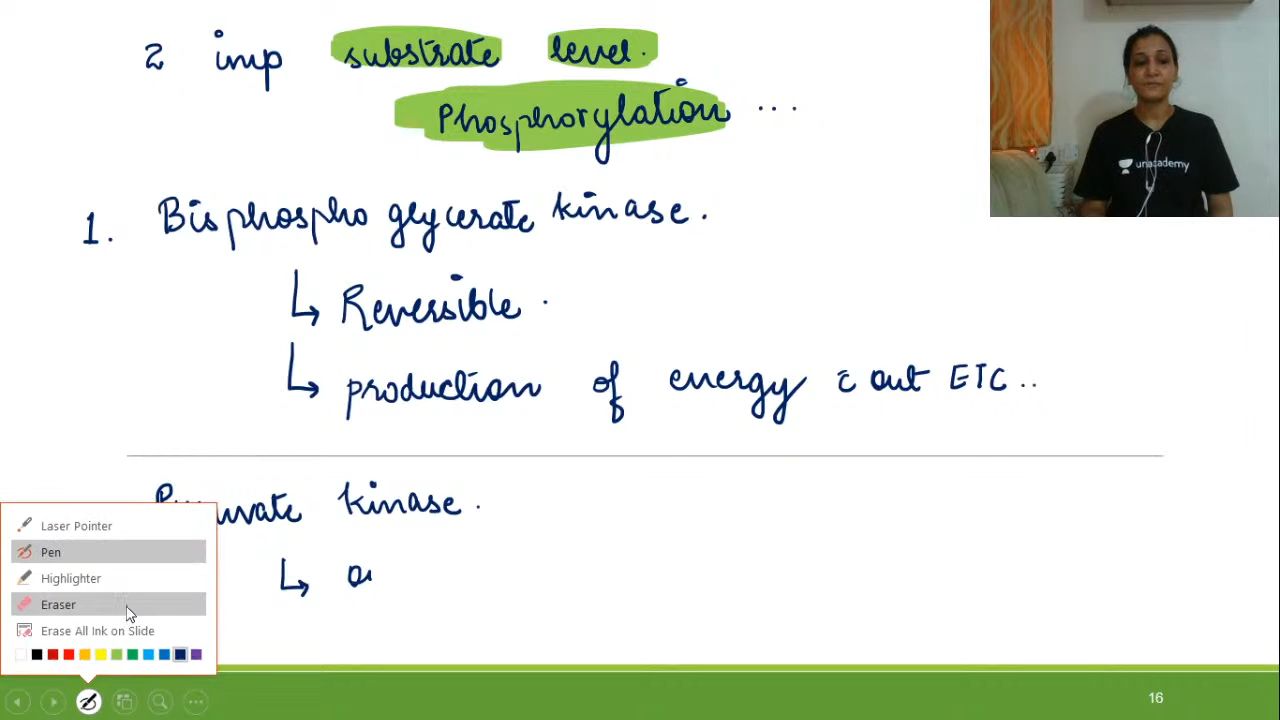 2 imp substrate level.
Phosphorylation ...
unacademy
1. Bisphospho glycerate kinase.
↳ Reversible.
↳ production of energy c̄ out ETC ..
kinase.
↳
Laser Pointer
Pen
Highlighter
Eraser
Erase All Ink on Slide
16